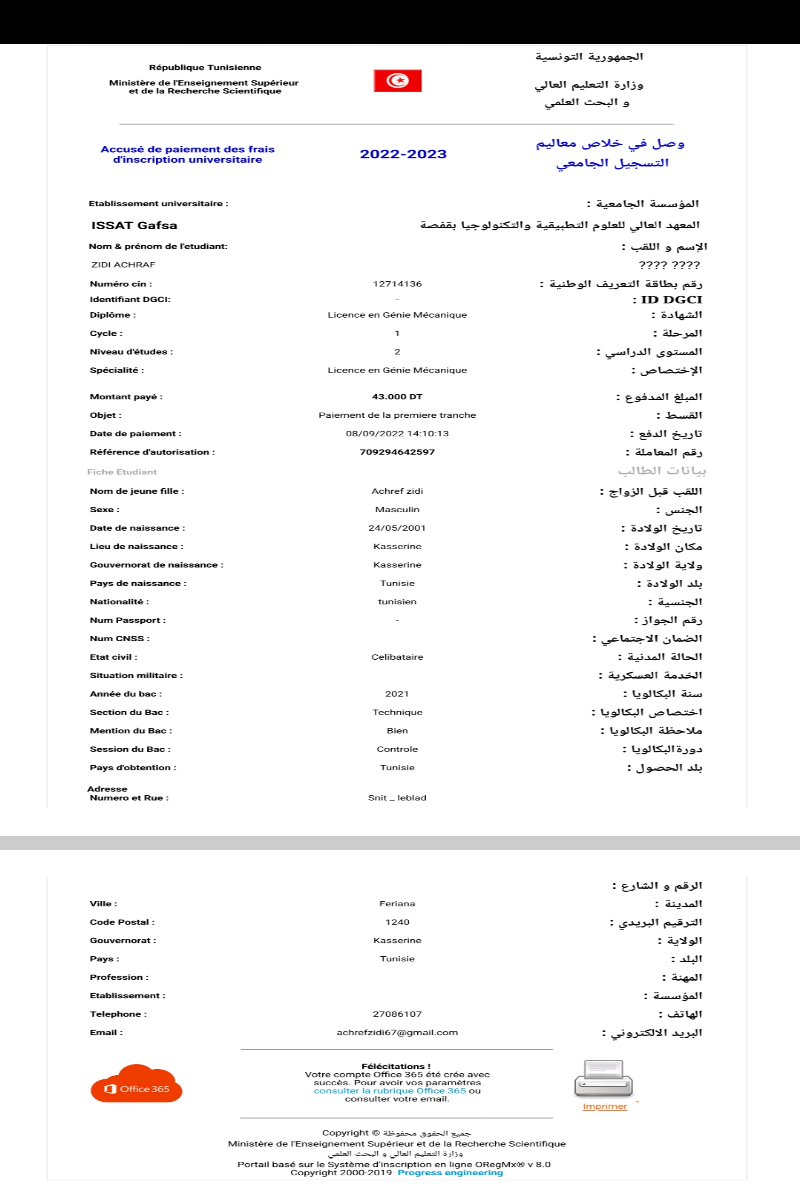 République Tunisienne
الجمهورية التونسية
Ministère de l'Enseignement Supérieur
et de la Recherche Scientifique
وزارة التعليم العالي
و البحث العلمي
Accusé de paiement des frais
d'inscription universitaire
2022-2023
وصل في خلاص معاليم
التسجيل الجامعي
Etablissement universitaire : المؤسسة الجامعية :
ISSAT Gafsa المعهد العالي للعلوم التطبيقية والتكنولوجيا بقفصة
Nom & prénom de l'etudiant: الإسم و اللقب :
ZIDI ACHRAF ???? ????
Numéro cin : 12714136 رقم بطاقة التعريف الوطنية :
Identifiant DGCI: - ID DGCI :
Diplôme : Licence en Génie Mécanique الشهادة :
Cycle : 1 المرحلة :
Niveau d'études : 2 المستوى الدراسي :
Spécialité : Licence en Génie Mécanique الإختصاص :
Montant payé : 43.000 DT المبلغ المدفوع :
Objet : Paiement de la premiere tranche القسط :
Date de paiement : 08/09/2022 14:10:13 تاريخ الدفع :
Référence d'autorisation : 709294642597 رقم المعاملة :
Fiche Etudiant بيانات الطالب
Nom de jeune fille : Achref zidi اللقب قبل الزواج :
Sexe : Masculin الجنس :
Date de naissance : 24/05/2001 تاريخ الولادة :
Lieu de naissance : Kasserine مكان الولادة :
Gouvernorat de naissance : Kasserine ولاية الولادة :
Pays de naissance : Tunisie بلد الولادة :
Nationalité : tunisien الجنسية :
Num Passport : - رقم الجواز :
Num CNSS : الضمان الاجتماعي :
Etat civil : Celibataire الحالة المدنية :
Situation militaire : الخدمة العسكرية :
Année du bac : 2021 سنة البكالويا :
Section du Bac : Technique اختصاص البكالويا :
Mention du Bac : Bien ملاحظة البكالويا :
Session du Bac : Controle دورةالبكالويا :
Pays d'obtention : Tunisie بلد الحصول :
Adresse
Numero et Rue : Snit _ leblad
الرقم و الشارع :
Ville : Feriana المدينة :
Code Postal : 1240 الترقيم البريدي :
Gouvernorat : Kasserine الولاية :
Pays : Tunisie البلد :
Profession : المهنة :
Etablissement : المؤسسة :
Telephone : 27086107 الهاتف :
Email : achrefzidi67@gmail.com البريد الالكتروني :
Office 365
Félécitations !
Votre compte Office 365 été crée avec
succès. Pour avoir vos paramètres
consulter la rubrique Office 365 ou
consulter votre email.
Imprimer
Copyright © جميع الحقوق محفوظة
Ministère de l'Enseignement Supérieur et de la Recherche Scientifique
وزارة التعليم العالي و البحث العلمي
Portail basé sur le Système d'inscription en ligne ORegMx® v 8.0
Copyright 2000-2019 Progress engineering